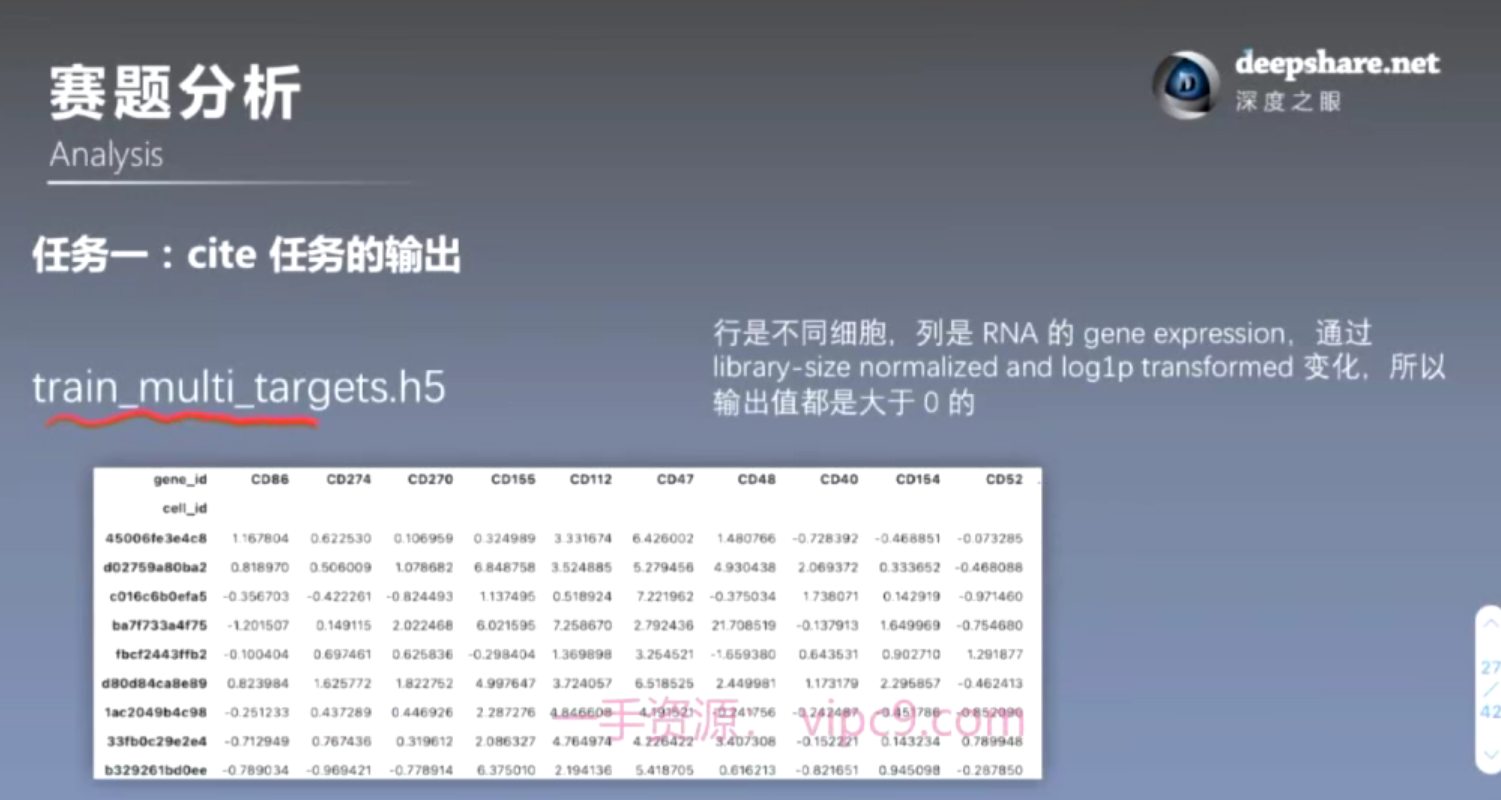 赛题分析
Analysis
deepshare.net
深度之眼
任务一：cite 任务的输出
train_multi_targets.h5
行是不同细胞，列是 RNA 的 gene expression，通过
library-size normalized and log1p transformed 变化，所以
输出值都是大于 0 的
gene_id CD86 CD274 CD270 CD155 CD112 CD47 CD48 CD40 CD154 CD52
cell_id
45006fe3e4c8 1.167804 0.622530 0.106959 0.324989 3.331674 6.426002 1.480766 -0.728392 -0.468851 -0.073285
d02759a80ba2 0.818970 0.506009 1.078682 6.848758 3.524885 5.279456 4.930438 2.069372 0.333652 -0.468088
c016c6b0efa5 -0.356703 -0.422261 -0.824493 1.137495 0.518924 7.221962 -0.375034 1.738071 0.142919 -0.971460
ba7f733a4f75 -1.201507 0.149115 2.022468 6.021595 7.258670 2.792436 21.708519 -0.137913 1.649969 -0.754680
fbcf2443ffb2 -0.100404 0.697461 0.625836 -0.298404 1.369898 3.254521 -1.659380 0.643531 0.902710 1.291877
d80d84ca8e89 0.823984 1.625772 1.822752 4.997647 3.724057 6.518525 2.449981 1.173179 2.295857 -0.462413
1ac2049b4c98 -0.251233 0.437289 0.446926 2.287276 4.846608 4.193521 -0.241756 -0.242487 -0.451786 -0.852090
33fb0c29e2e4 -0.712949 0.767436 0.319612 2.086327 4.764974 4.226422 3.407308 -0.152221 0.143234 0.789948
b329261bd0ee -0.789034 -0.969421 -0.778914 6.375010 2.194136 5.418705 0.616213 -0.821651 0.945098 -0.287850
一手资源， vipc9.com
27
/
42